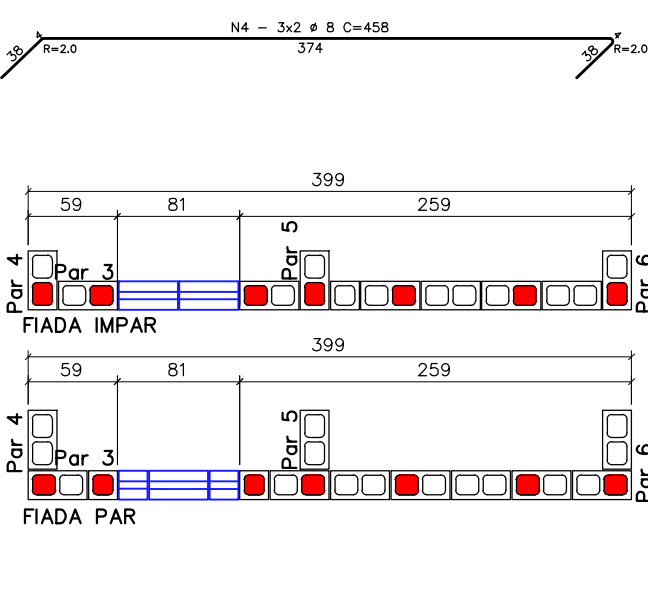 N4 - 3x2 ø 8 C=458
38
R=2.0
374
38
R=2.0
399
59
81
259
Par 4
Par 3
Par 5
Par 6
FIADA IMPAR
399
59
81
259
Par 4
Par 3
Par 5
Par 6
FIADA PAR